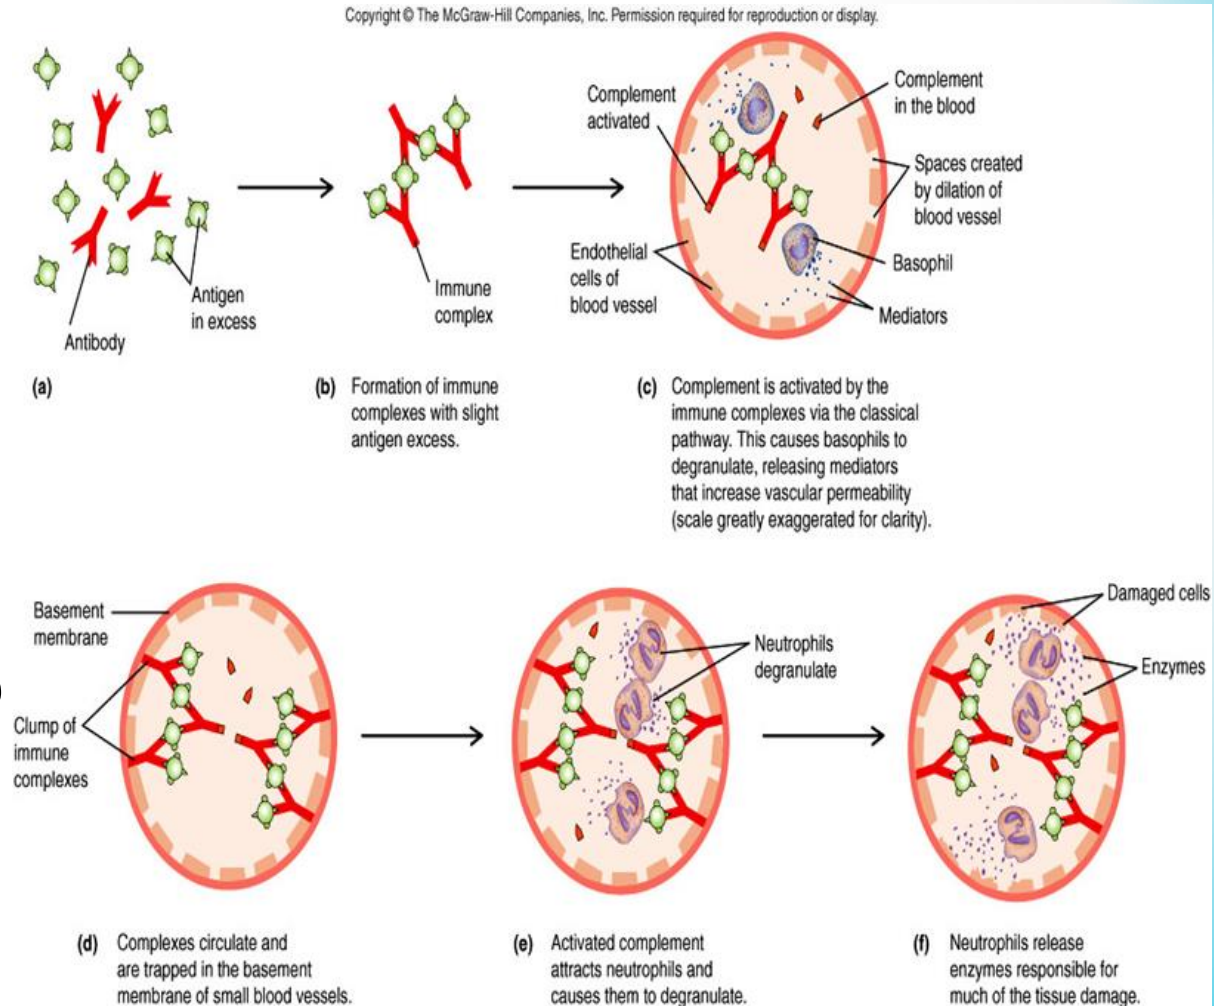 Copyright © The McGraw-Hill Companies, Inc. Permission required for reproduction or display.
Antigen
in excess
Antibody
(a)
Immune
complex
(b) Formation of immune
complexes with slight
antigen excess.
Complement
activated
Complement
in the blood
Spaces created
by dilation of
blood vessel
Endothelial
cells of
blood vessel
Basophil
Mediators
(c) Complement is activated by the
immune complexes via the classical
pathway. This causes basophils to
degranulate, releasing mediators
that increase vascular permeability
(scale greatly exaggerated for clarity).
Basement
membrane
)
Clump of
immune
complexes
(d) Complexes circulate and
are trapped in the basement
membrane of small blood vessels.
Neutrophils
degranulate
(e) Activated complement
attracts neutrophils and
causes them to degranulate.
Damaged cells
Enzymes
(f) Neutrophils release
enzymes responsible for
much of the tissue damage.